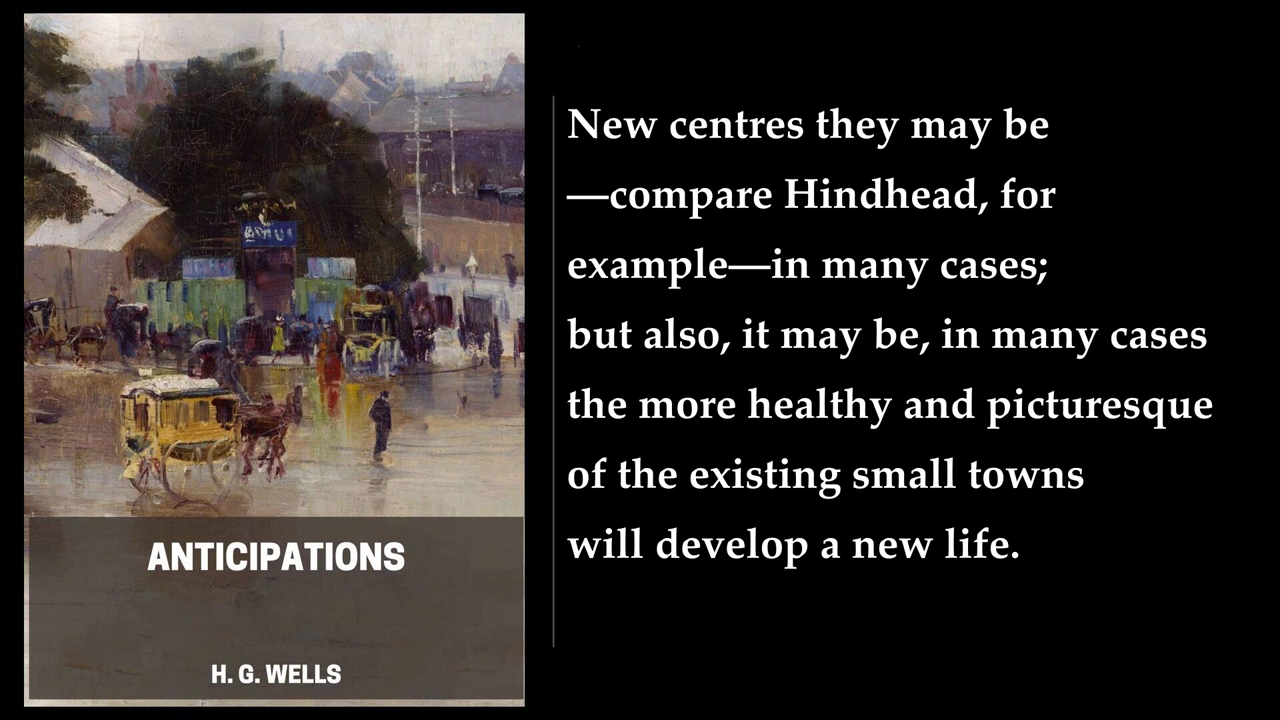 ANTICIPATIONS
H. G. WELLS
New centres they may be
—compare Hindhead, for
example—in many cases;
but also, it may be, in many cases
the more healthy and picturesque
of the existing small towns
will develop a new life.